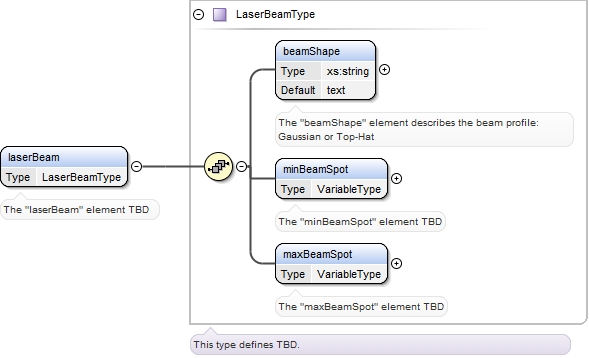 LaserBeamType
beamShape
Type xs:string
Default text
The "beamShape" element describes the beam profile:
Gaussian or Top-Hat
laserBeam
Type LaserBeamType
The "laserBeam" element TBD
minBeamSpot
Type VariableType
The "minBeamSpot" element TBD
maxBeamSpot
Type VariableType
The "maxBeamSpot" element TBD
This type defines TBD.